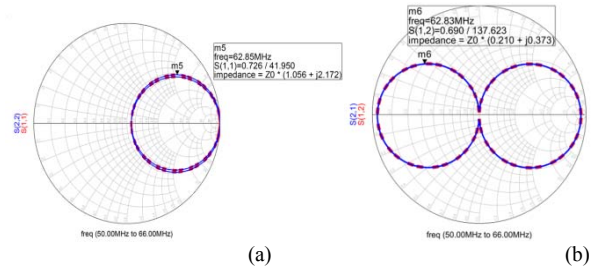 m5
freq=62.85MHz
S(1,1)=0.726 / 41.950
impedance = Z0 * (1.056 + j2.172)
m5
S(2,2)
S(1,1)
freq (50.00MHz to 66.00MHz)
(a)
m6
freq=62.83MHz
S(1,2)=0.690 / 137.623
impedance = Z0 * (0.210 + j0.373)
m6
S(2,1)
S(1,2)
freq (50.00MHz to 66.00MHz)
(b)